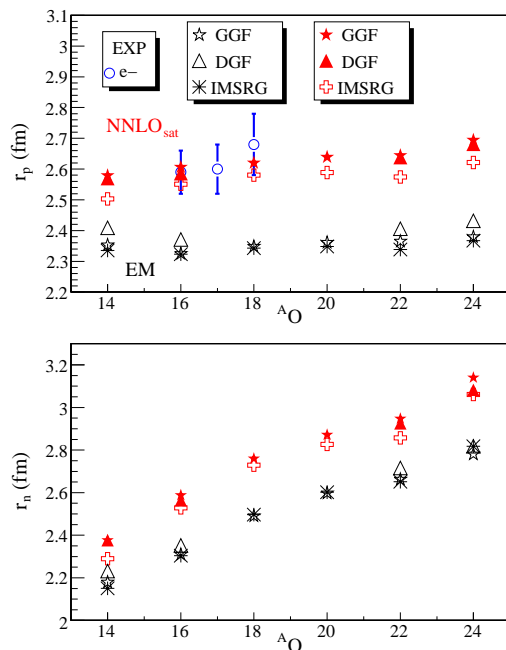 3.1
3
2.9
2.8
2.7
2.6
2.5
2.4
2.3
2.2
r_p (fm)
EXP
e−
GGF
DGF
IMSRG
GGF
DGF
IMSRG
NNLO_sat
EM
14 16 18 20 22 24
^A O
3.2
3
2.8
2.6
2.4
2.2
2
r_n (fm)
14 16 18 20 22 24
^A O